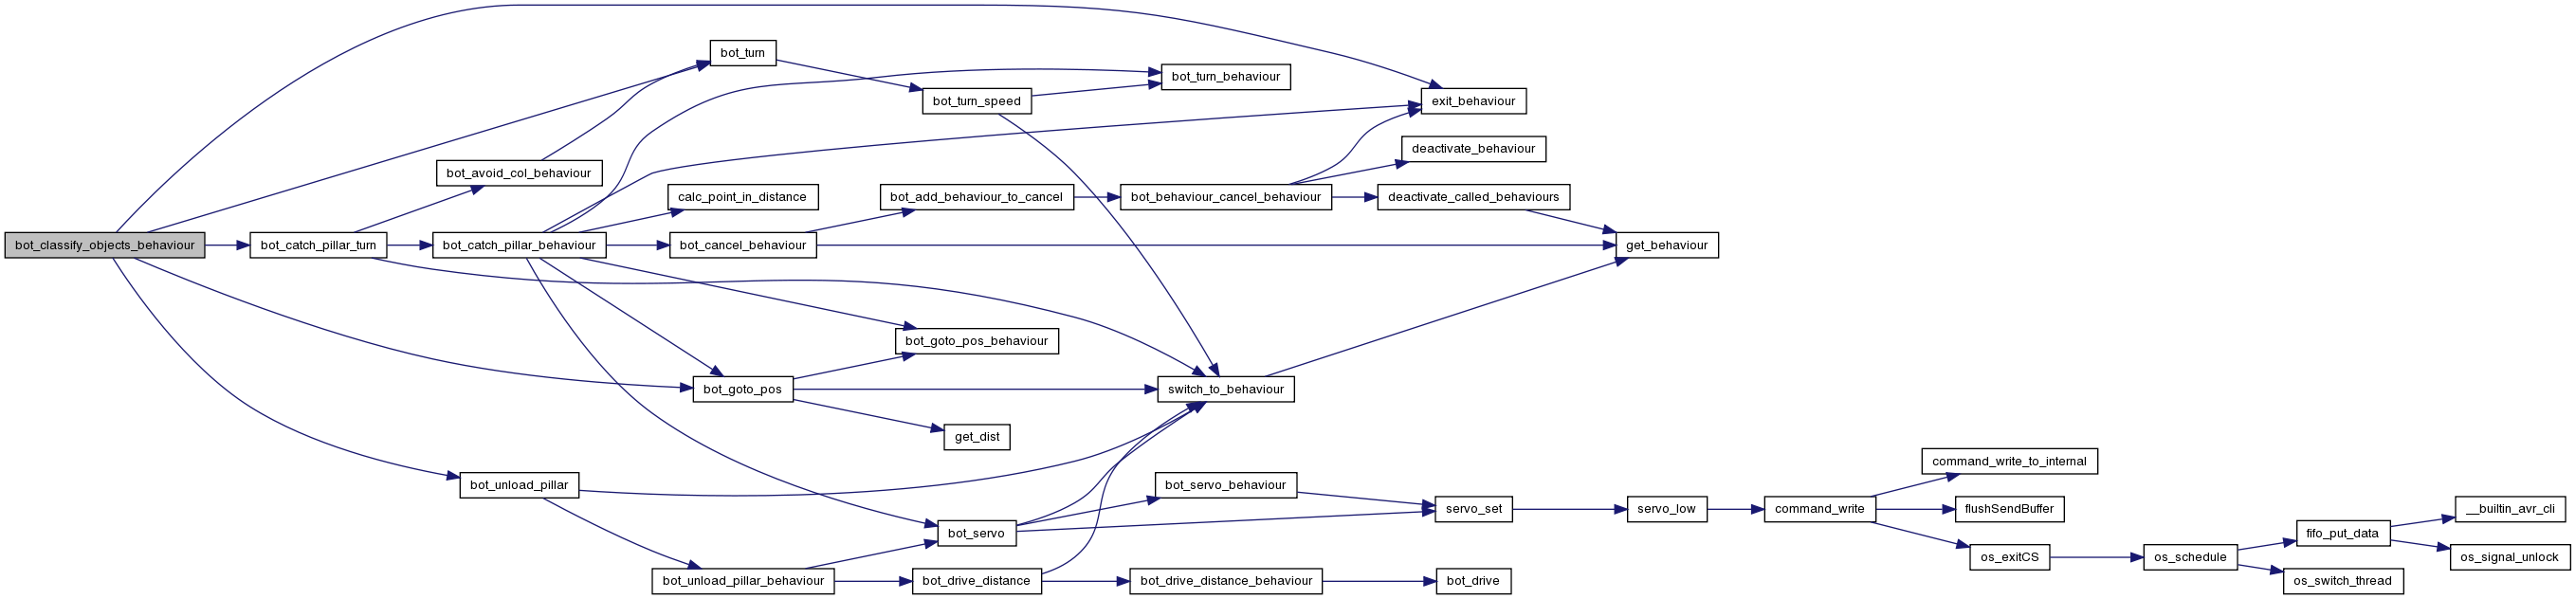 bot_classify_objects_behaviour
bot_catch_pillar_turn
bot_avoid_col_behaviour
bot_catch_pillar_behaviour
bot_unload_pillar
bot_turn
calc_point_in_distance
bot_cancel_behaviour
bot_goto_pos
bot_unload_pillar_behaviour
bot_turn_speed
bot_add_behaviour_to_cancel
bot_goto_pos_behaviour
get_dist
bot_servo
bot_drive_distance
bot_turn_behaviour
bot_behaviour_cancel_behaviour
switch_to_behaviour
bot_servo_behaviour
bot_drive_distance_behaviour
exit_behaviour
deactivate_behaviour
deactivate_called_behaviours
servo_set
bot_drive
get_behaviour
servo_low
command_write
command_write_to_internal
flushSendBuffer
os_exitCS
os_schedule
fifo_put_data
os_switch_thread
__builtin_avr_cli
os_signal_unlock